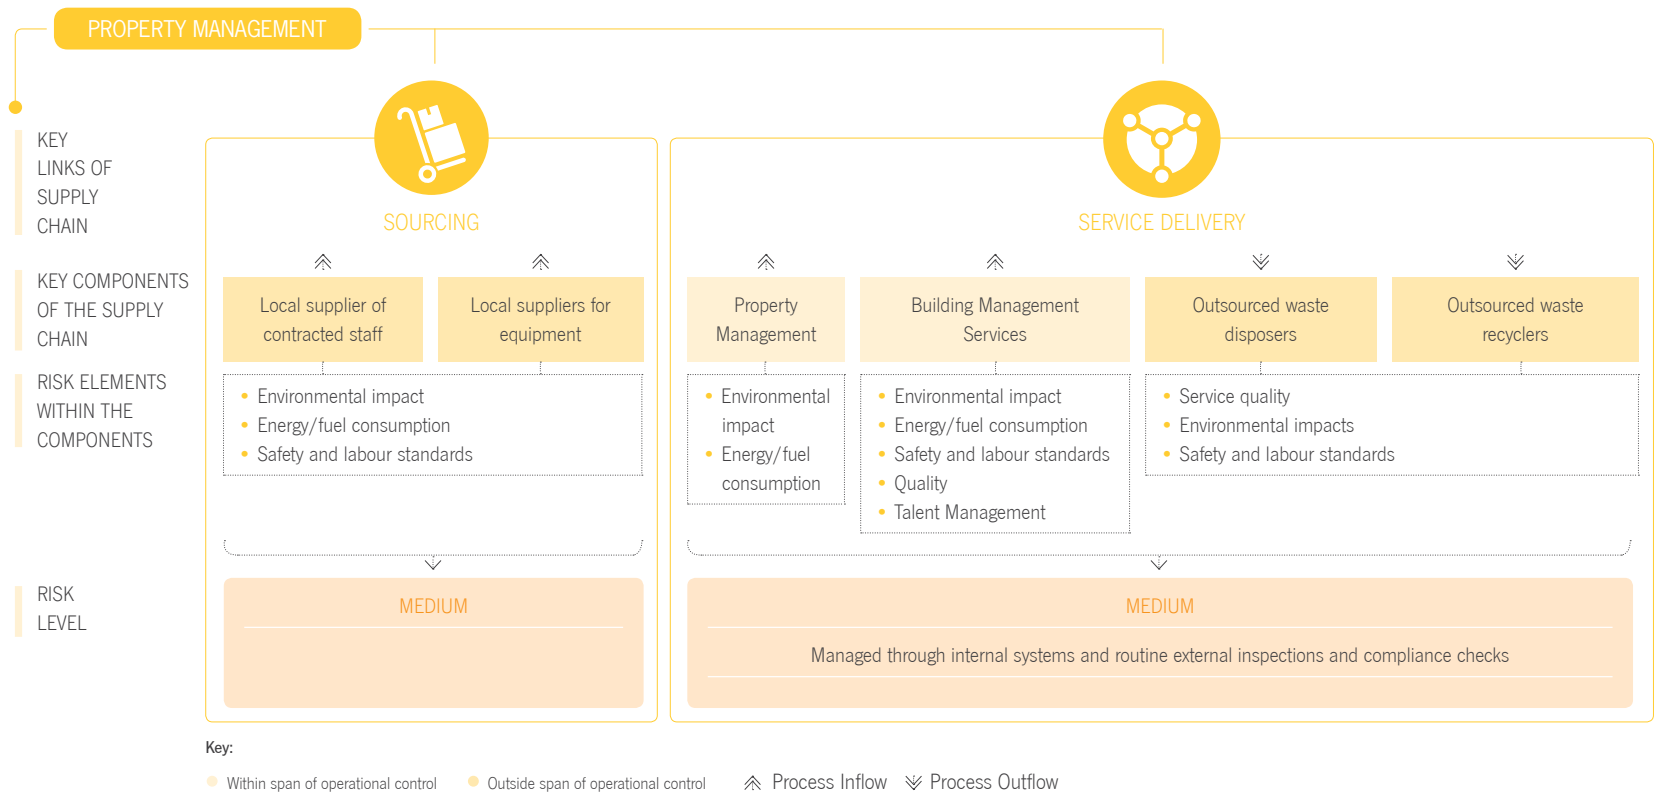 PROPERTY MANAGEMENT
KEY
LINKS OF
SUPPLY
CHAIN
SOURCING
SERVICE DELIVERY
KEY COMPONENTS
OF THE SUPPLY
CHAIN
Local supplier of
contracted staff
Local suppliers for
equipment
Property
Management
Building Management
Services
Outsourced waste
disposers
Outsourced waste
recyclers
RISK ELEMENTS
WITHIN THE
COMPONENTS
• Environmental impact
• Energy/fuel consumption
• Safety and labour standards
• Environmental
impact
• Energy/fuel
consumption
• Environmental impact
• Energy/fuel consumption
• Safety and labour standards
• Quality
• Talent Management
• Service quality
• Environmental impacts
• Safety and labour standards
RISK
LEVEL
MEDIUM
MEDIUM
Managed through internal systems and routine external inspections and compliance checks
Key:
Within span of operational control
Outside span of operational control
Process Inflow
Process Outflow